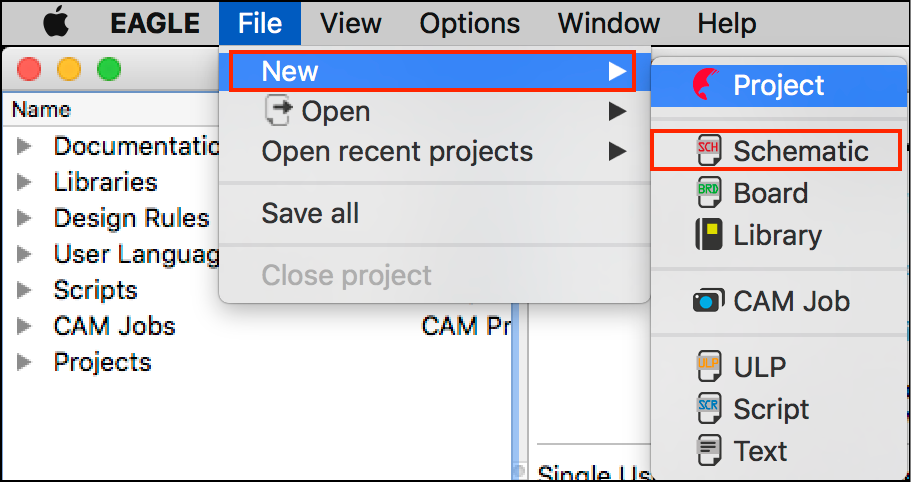 EAGLE File View Options Window Help
New
Open
Open recent projects
Save all
Close project
Project
SCH Schematic
BRD Board
Library
CAM Job
ULP ULP
SCR Script
Text
Name
Documentatic
Libraries
Design Rules
User Languag
Scripts
CAM Jobs CAM Pr
Projects
Single Us